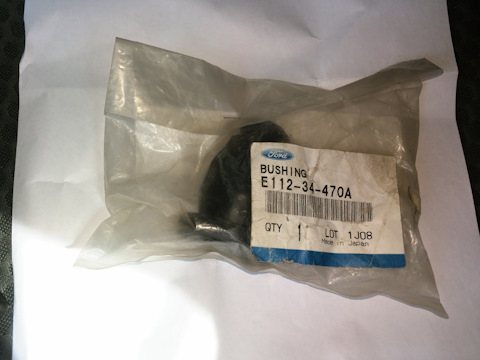 Ford
BUSHING
E112-34-470A
QTY 1 LOT 1J08
Made in Japan